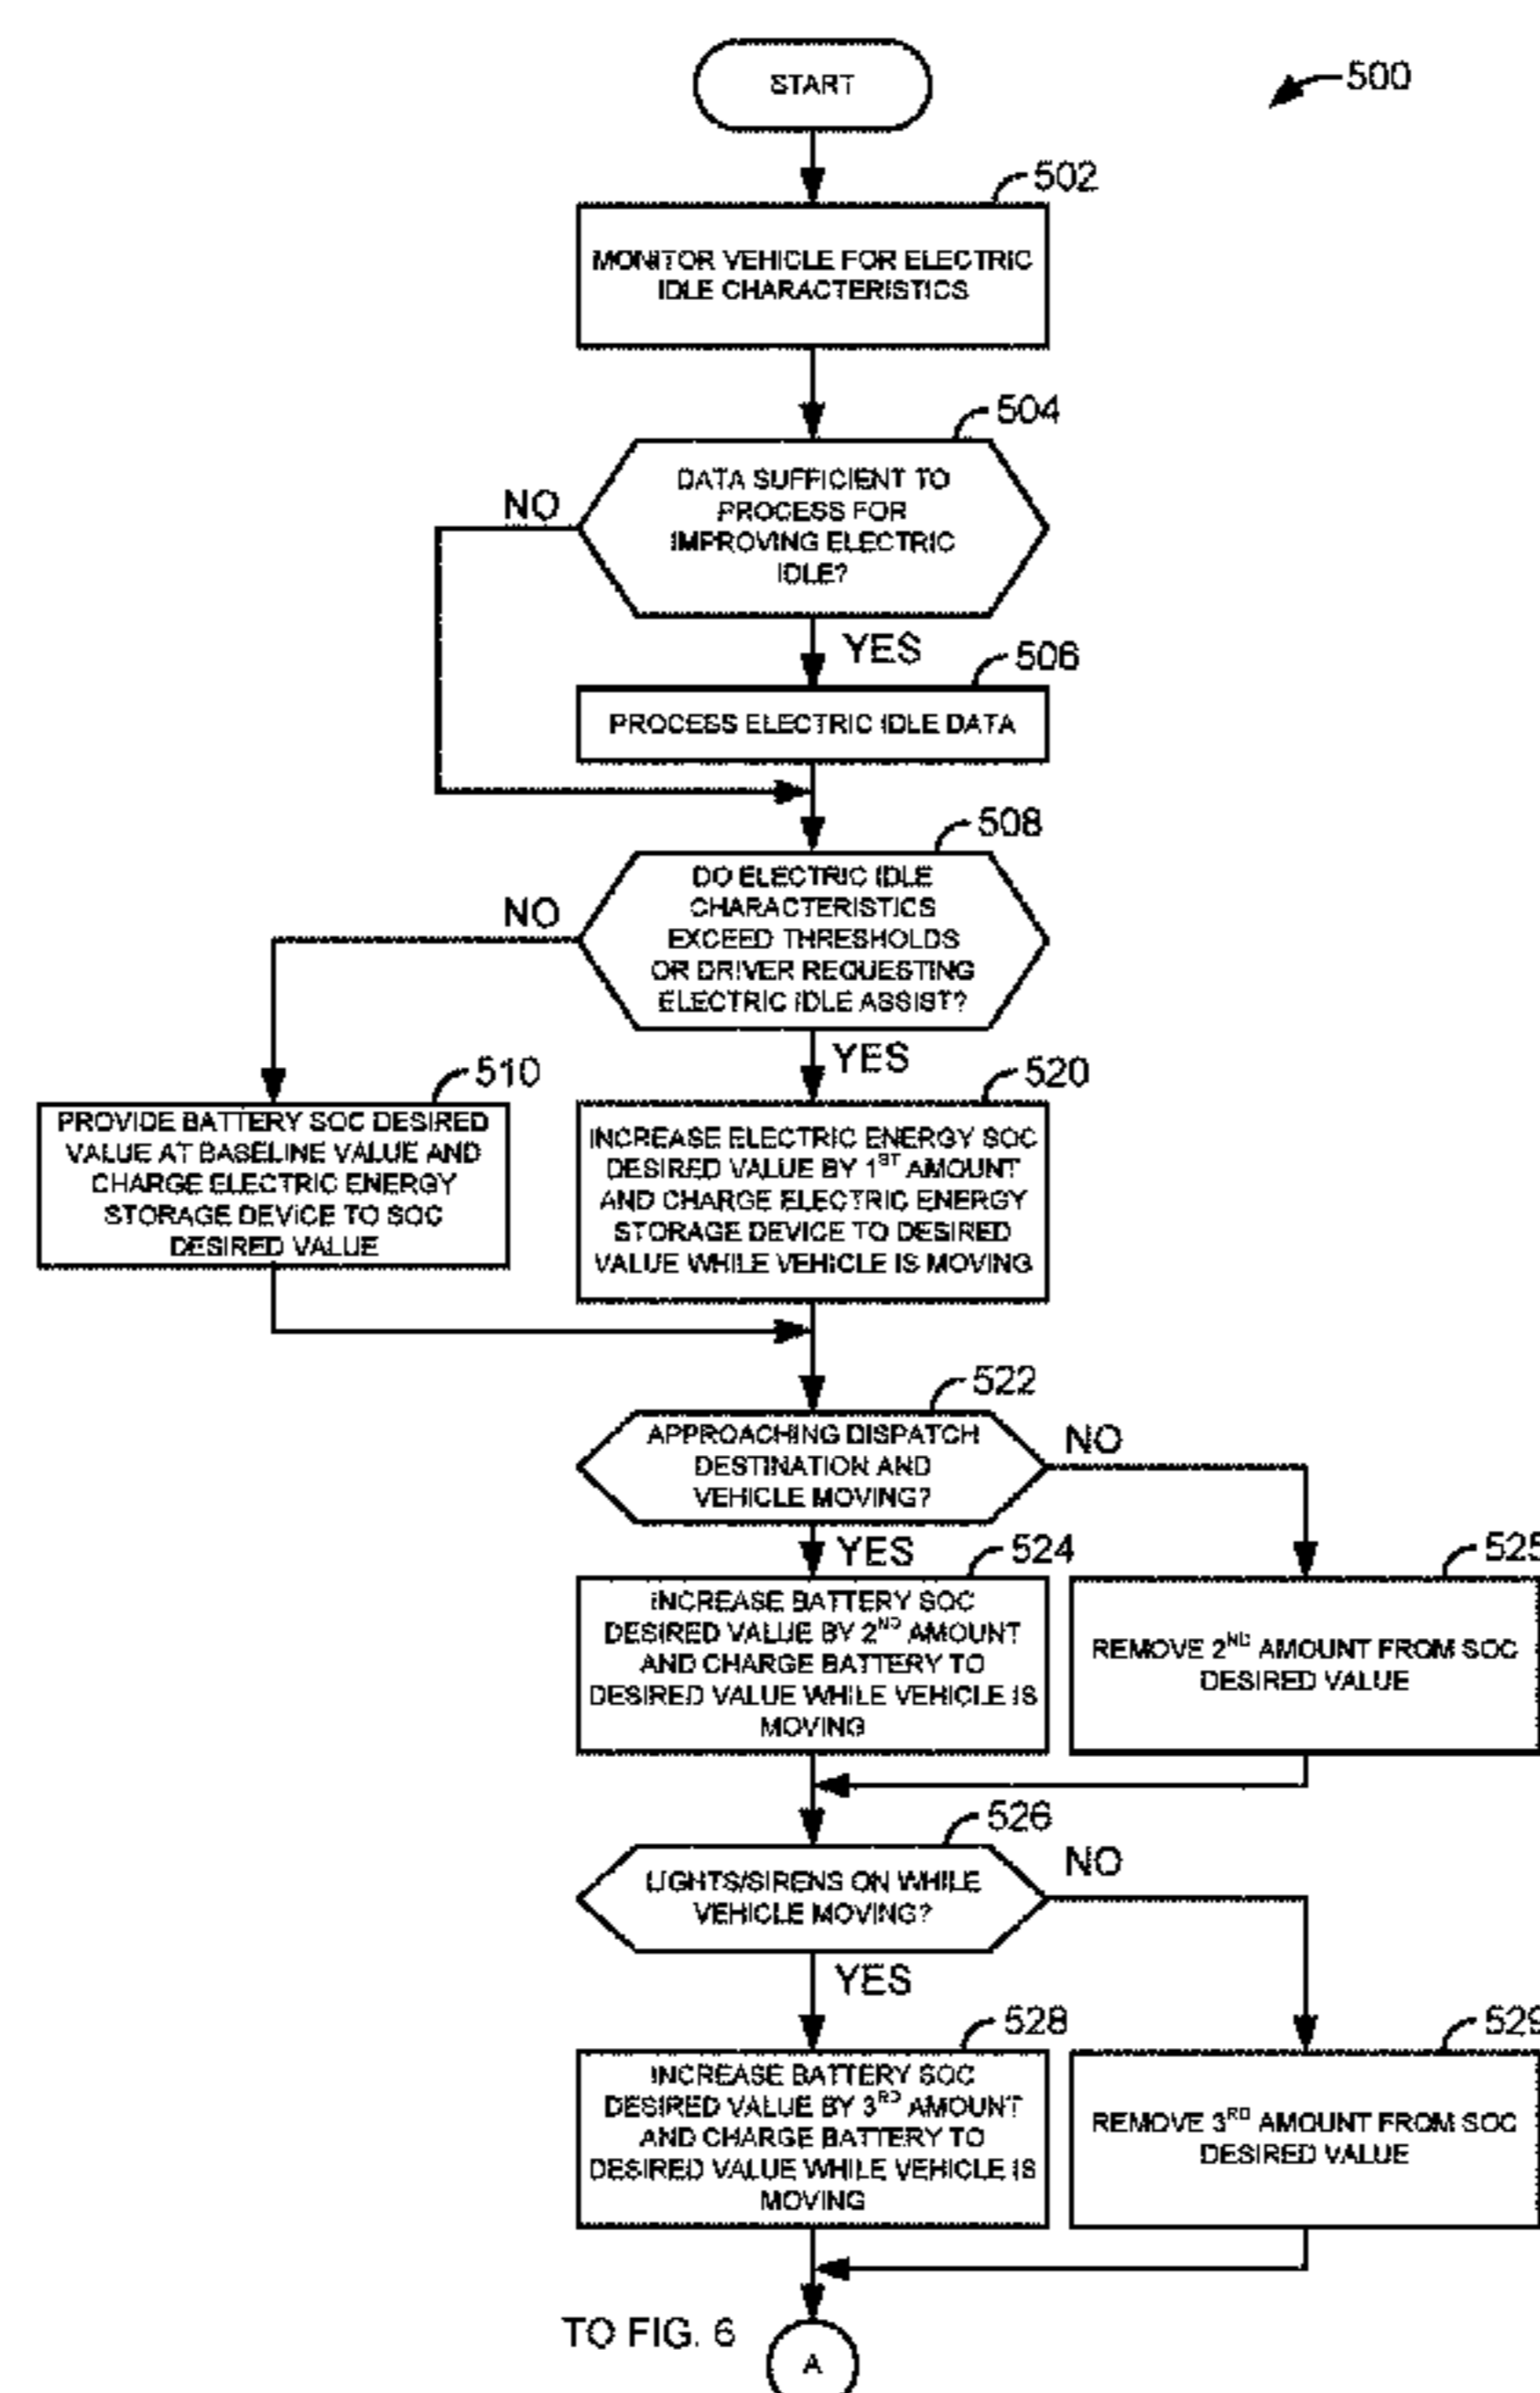 START
500
502
MONITOR VEHICLE FOR ELECTRIC
IDLE CHARACTERISTICS
504
DATA SUFFICIENT TO
PROCESS FOR
IMPROVING ELECTRIC
IDLE?
NO
YES
506
PROCESS ELECTRIC IDLE DATA
508
DO ELECTRIC IDLE
CHARACTERISTICS
EXCEED THRESHOLDS
OR DRIVER REQUESTING
ELECTRIC IDLE ASSIST?
NO
YES
510
PROVIDE BATTERY SOC DESIRED
VALUE AT BASELINE VALUE AND
CHARGE ELECTRIC ENERGY
STORAGE DEVICE TO SOC
DESIRED VALUE
520
INCREASE ELECTRIC ENERGY SOC
DESIRED VALUE BY 1ST AMOUNT
AND CHARGE ELECTRIC ENERGY
STORAGE DEVICE TO DESIRED
VALUE WHILE VEHICLE IS MOVING
522
APPROACHING DISPATCH
DESTINATION AND
VEHICLE MOVING?
NO
YES
524
INCREASE BATTERY SOC
DESIRED VALUE BY 2ND AMOUNT
AND CHARGE BATTERY TO
DESIRED VALUE WHILE VEHICLE IS
MOVING
525
REMOVE 2ND AMOUNT FROM SOC
DESIRED VALUE
526
LIGHTS/SIRENS ON WHILE
VEHICLE MOVING?
NO
YES
528
INCREASE BATTERY SOC
DESIRED VALUE BY 3RD AMOUNT
AND CHARGE BATTERY TO
DESIRED VALUE WHILE VEHICLE IS
MOVING
529
REMOVE 3RD AMOUNT FROM SOC
DESIRED VALUE
TO FIG. 6
A